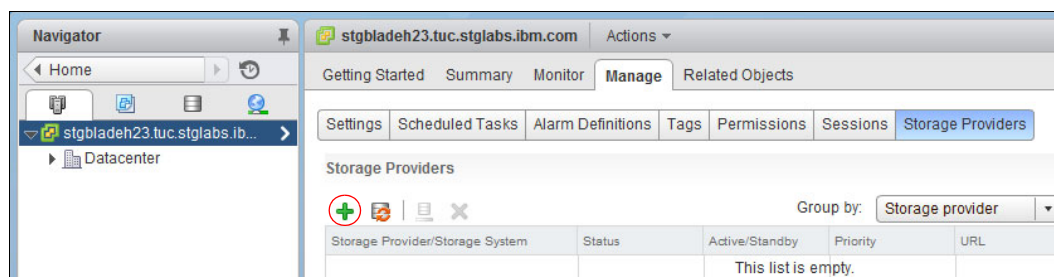 Navigator
Home
stgbladeh23.tuc.stglabs.ib...
Datacenter
stgbladeh23.tuc.stglabs.ibm.com Actions
Getting Started Summary Monitor Manage Related Objects
Settings Scheduled Tasks Alarm Definitions Tags Permissions Sessions Storage Providers
Storage Providers
Group by: Storage provider
Storage Provider/Storage System Status Active/Standby Priority URL
This list is empty.